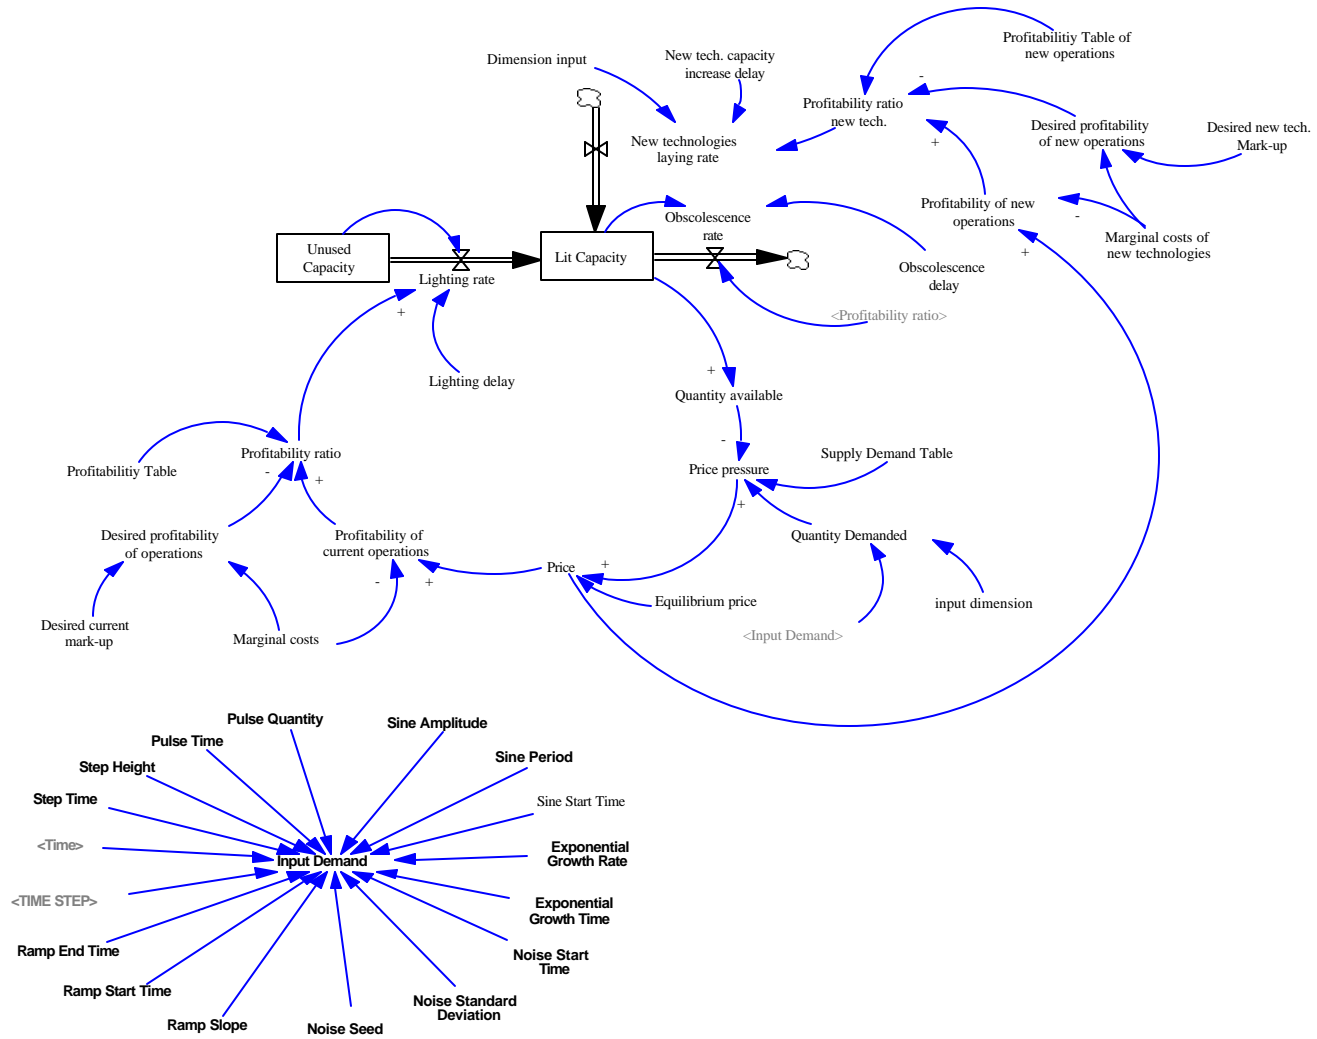 Profitabilitiy Table of
new operations
Dimension input
New tech. capacity
increase delay
Profitability ratio
new tech.
-
Desired profitability
of new operations
Desired new tech.
Mark-up
New technologies
laying rate
+
Profitability of new
operations
-
Marginal costs of
new technologies
+
Obscolescence
rate
Unused
Capacity
Lit Capacity
Lighting rate
Obscolescence
delay
+
<Profitability ratio>
Lighting delay
+
Quantity available
-
Profitabilitiy Table
Profitability ratio
-
+
Price pressure
Supply Demand Table
+
Desired profitability
of operations
Profitability of
current operations
Quantity Demanded
-
+
Price
+
Equilibrium price
input dimension
Desired current
mark-up
Marginal costs
<Input Demand>
Pulse Quantity
Sine Amplitude
Pulse Time
Step Height
Sine Period
Step Time
Sine Start Time
<Time>
Input Demand
Exponential
Growth Rate
<TIME STEP>
Exponential
Growth Time
Ramp End Time
Noise Start
Time
Ramp Start Time
Noise Standard
Deviation
Ramp Slope
Noise Seed